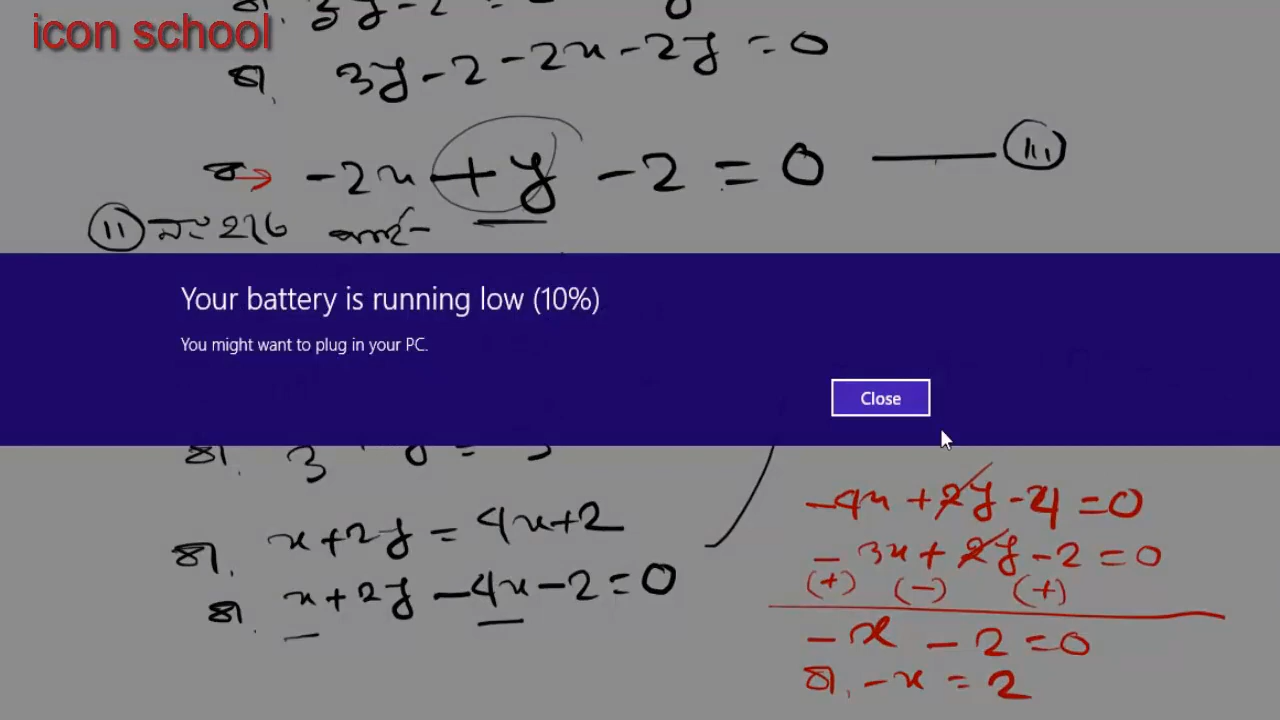 icon school
বা, 3y - 2 - 2x - 2y = 0
বা → -2x + y - 2 = 0 ——— (iii)
(ii) নং হতে পাই-
Your battery is running low (10%)
You might want to plug in your PC.
Close
বা, x + 2y = 4x + 2
বা, x + 2y - 4x - 2 = 0
-4x + 2y - 4 = 0
- 3x + 2y - 2 = 0
(+) (-) (+)
- x - 2 = 0
বা, -x = 2